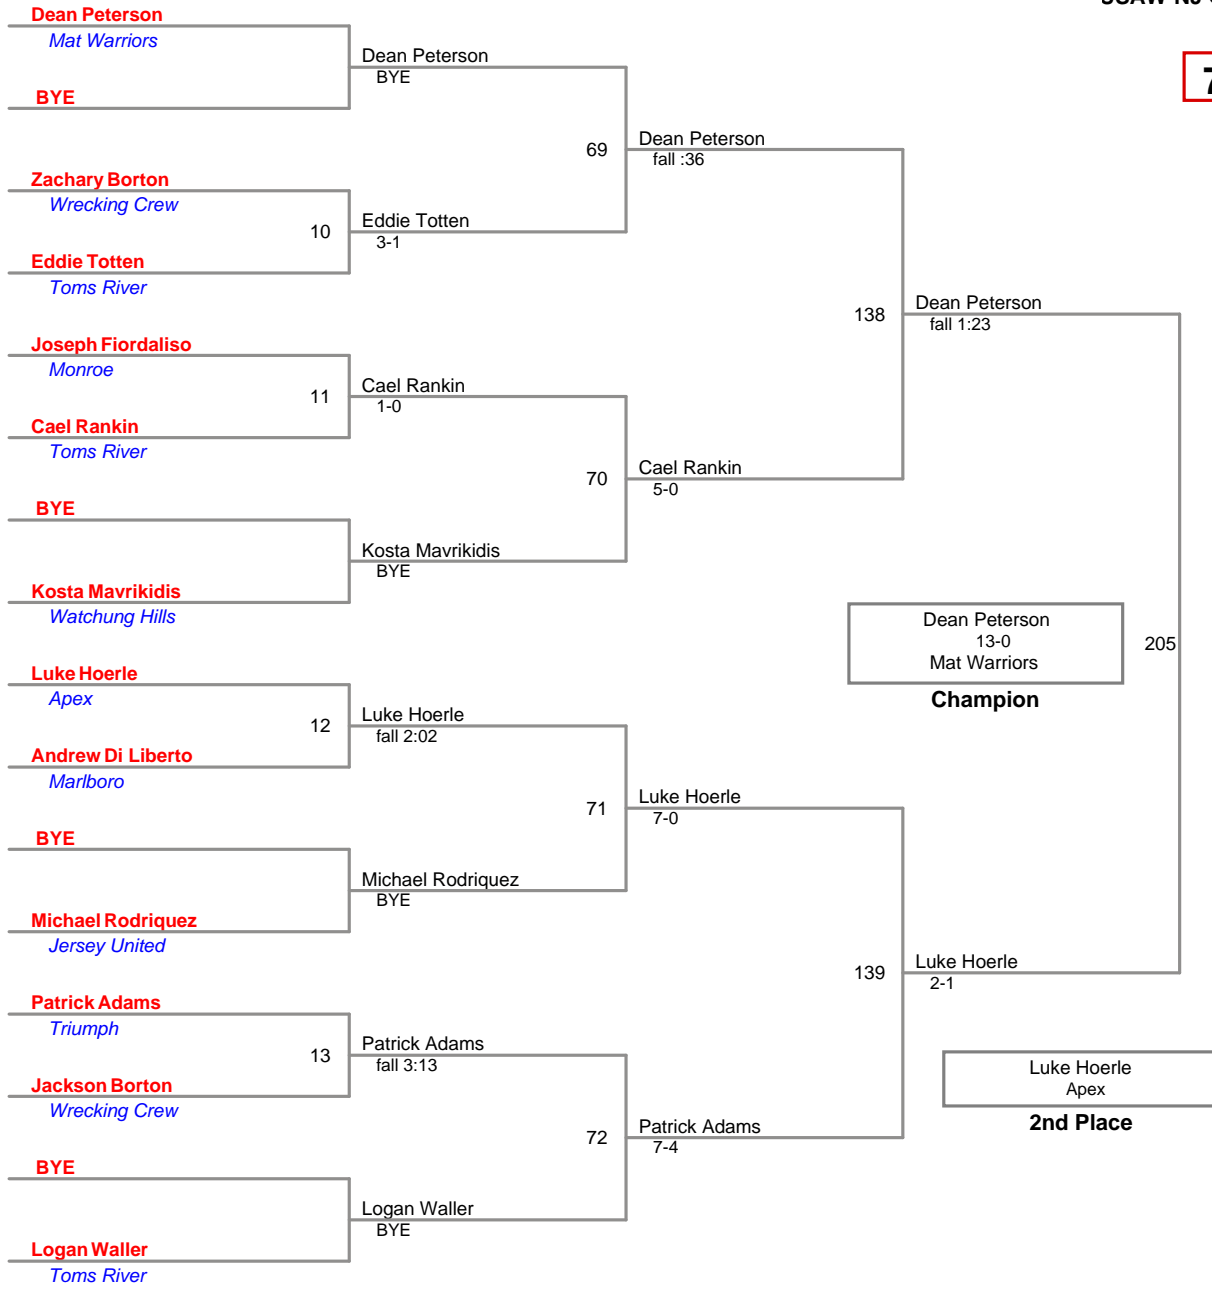 Dean Peterson
Mat Warriors
BYE
Zachary Borton
Wrecking Crew
Eddie Totten
Toms River
Joseph Fiordaliso
Monroe
Cael Rankin
Toms River
BYE
Kosta Mavrikidis
Watchung Hills
Luke Hoerle
Apex
Andrew Di Liberto
Marlboro
BYE
Michael Rodriquez
Jersey United
Patrick Adams
Triumph
Jackson Borton
Wrecking Crew
BYE
Logan Waller
Toms River
Dean Peterson
BYE
10
Eddie Totten
3-1
11
Cael Rankin
1-0
Kosta Mavrikidis
BYE
12
Luke Hoerle
fall 2:02
Michael Rodriquez
BYE
13
Patrick Adams
fall 3:13
Logan Waller
BYE
69
Dean Peterson
fall :36
70
Cael Rankin
5-0
71
Luke Hoerle
7-0
72
Patrick Adams
7-4
138
Dean Peterson
fall 1:23
139
Luke Hoerle
2-1
205
Dean Peterson
13-0
Mat Warriors
Champion
Luke Hoerle
Apex
2nd Place